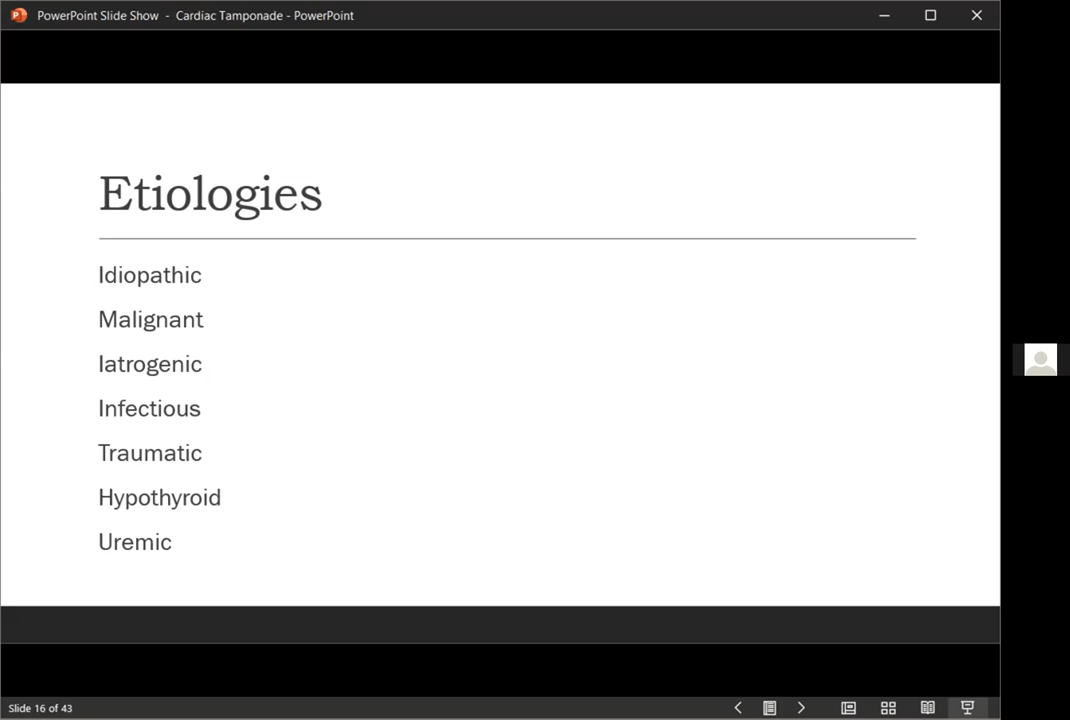 PowerPoint Slide Show - Cardiac Tamponade - PowerPoint
Etiologies
Idiopathic
Malignant
Iatrogenic
Infectious
Traumatic
Hypothyroid
Uremic
Slide 16 of 43